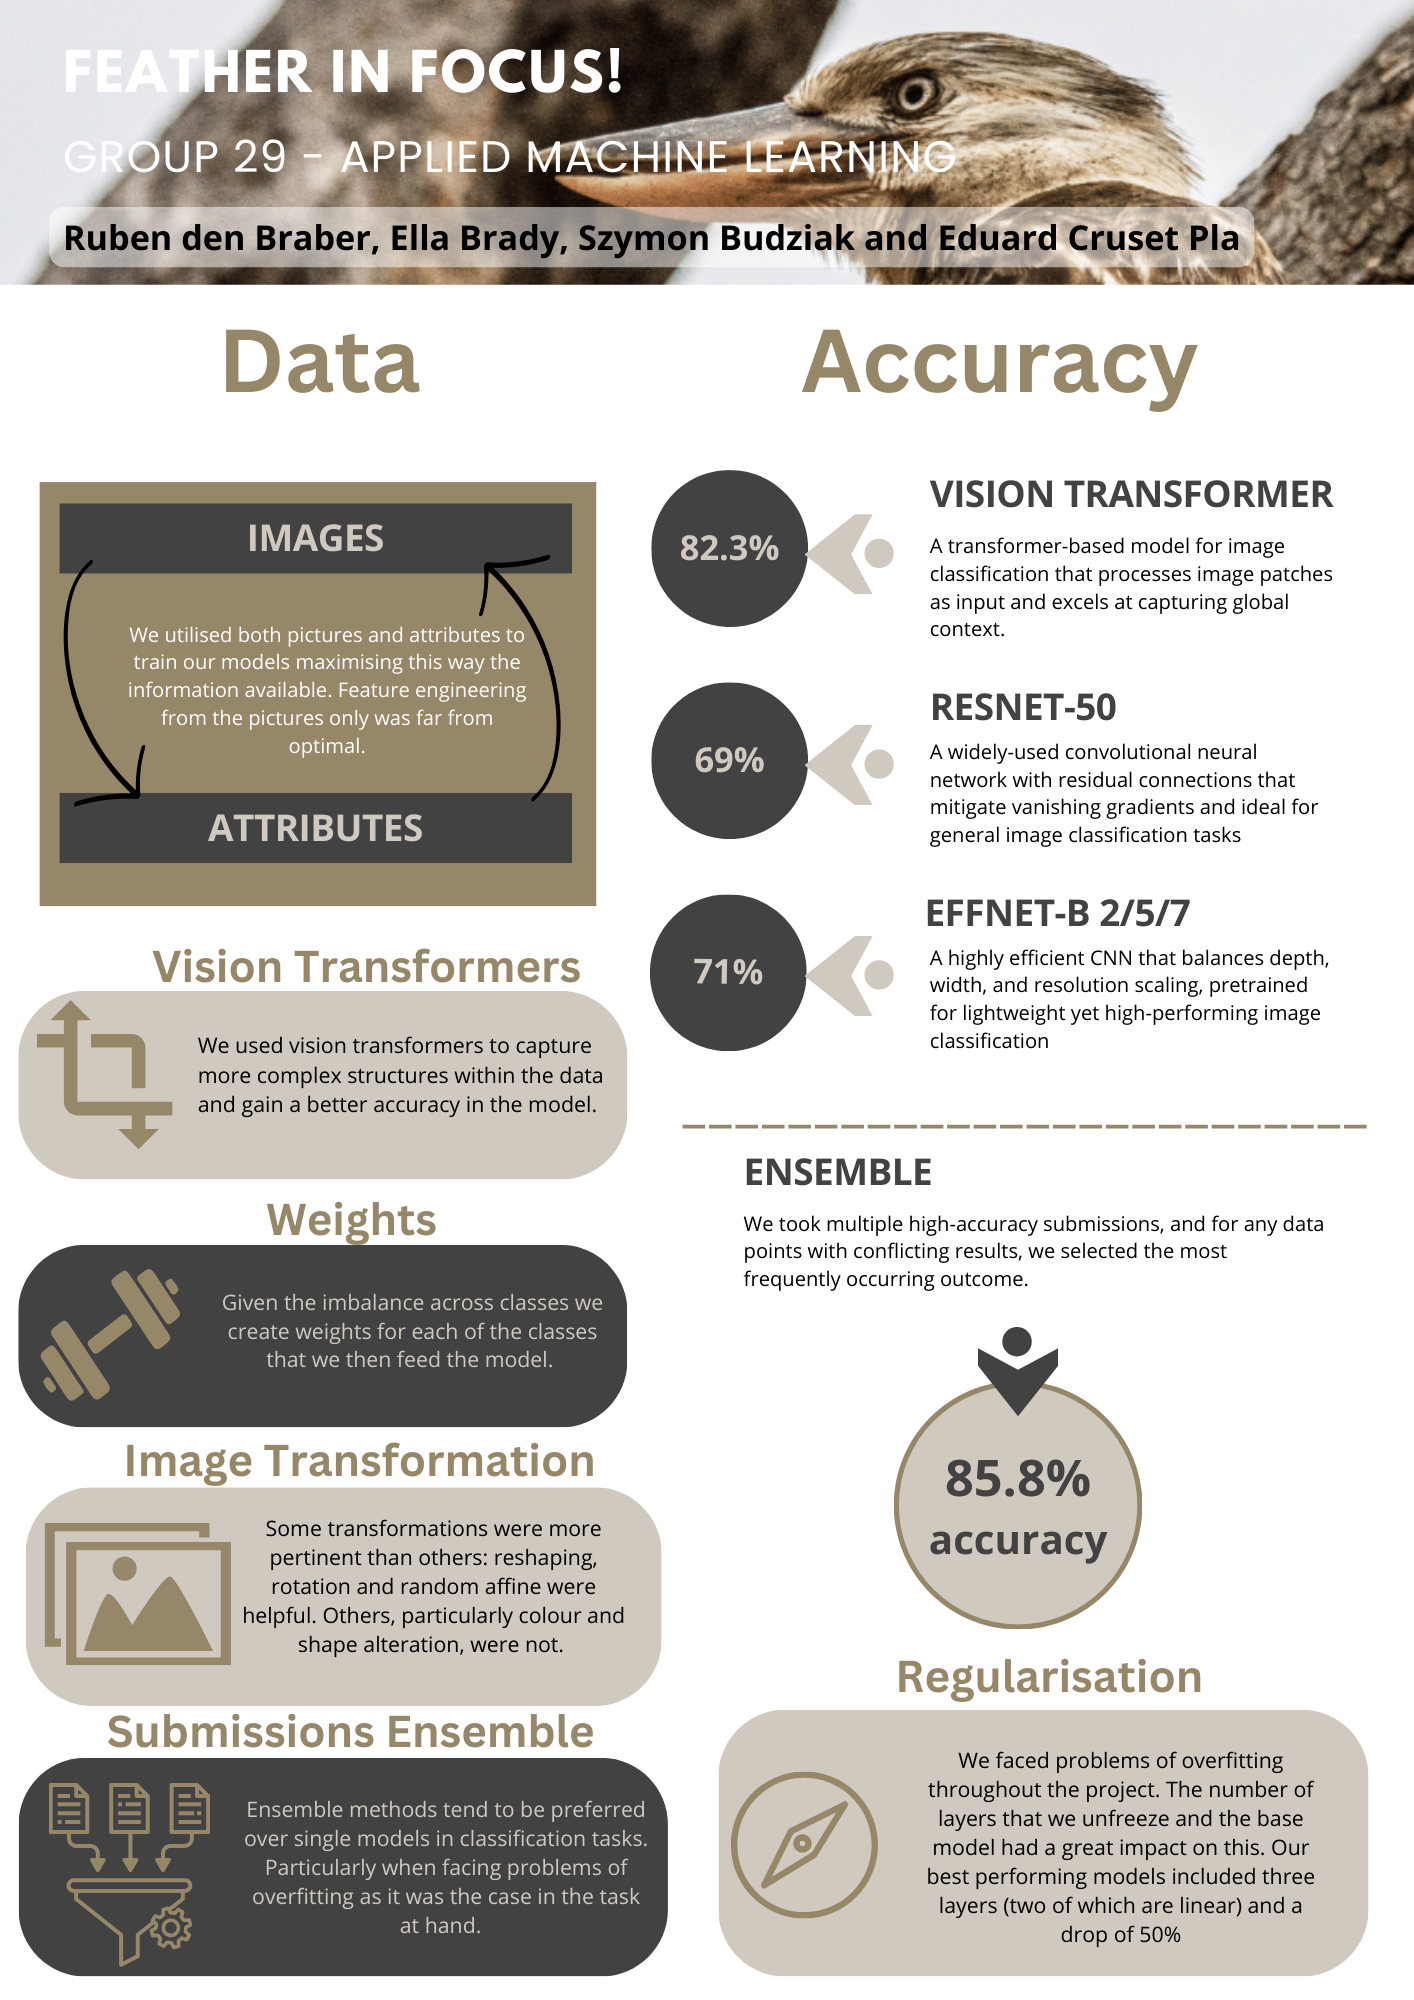 FEATHER IN FOCUS!
GROUP 29 - APPLIED MACHINE LEARNING
Ruben den Braber, Ella Brady, Szymon Budziak and Eduard Cruset Pla
Data
IMAGES
We utilised both pictures and attributes to
train our models maximising this way the
information available. Feature engineering
from the pictures only was far from
optimal.
ATTRIBUTES
Vision Transformers
We used vision transformers to capture
more complex structures within the data
and gain a better accuracy in the model.
Weights
Given the imbalance across classes we
create weights for each of the classes
that we then feed the model.
Image Transformation
Some transformations were more
pertinent than others: reshaping,
rotation and random affine were
helpful. Others, particularly colour and
shape alteration, were not.
Submissions Ensemble
Ensemble methods tend to be preferred
over single models in classification tasks.
Particularly when facing problems of
overfitting as it was the case in the task
at hand.
Accuracy
82.3%
VISION TRANSFORMER
A transformer-based model for image
classification that processes image patches
as input and excels at capturing global
context.
69%
RESNET-50
A widely-used convolutional neural
network with residual connections that
mitigate vanishing gradients and ideal for
general image classification tasks
71%
EFFNET-B 2/5/7
A highly efficient CNN that balances depth,
width, and resolution scaling, pretrained
for lightweight yet high-performing image
classification
ENSEMBLE
We took multiple high-accuracy submissions, and for any data
points with conflicting results, we selected the most
frequently occurring outcome.
85.8%
accuracy
Regularisation
We faced problems of overfitting
throughout the project. The number of
layers that we unfreeze and the base
model had a great impact on this. Our
best performing models included three
layers (two of which are linear) and a
drop of 50%